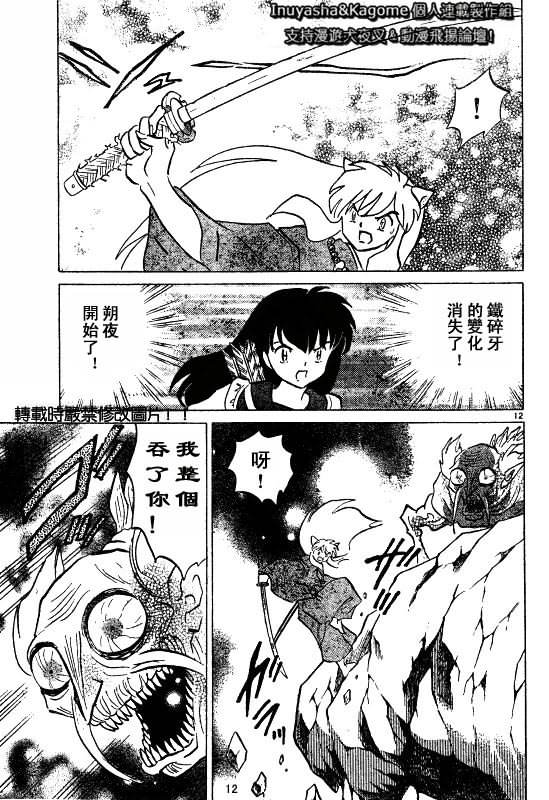 Inuyasha&Kagome 個人連載製作組
支持漫遊犬夜叉&動漫飛揚論壇!
!
鐵碎牙
的變化
消失了!
朔夜
開始了!
12
轉載時嚴禁修改圖片!!
呀!
我整個
吞了你!
12